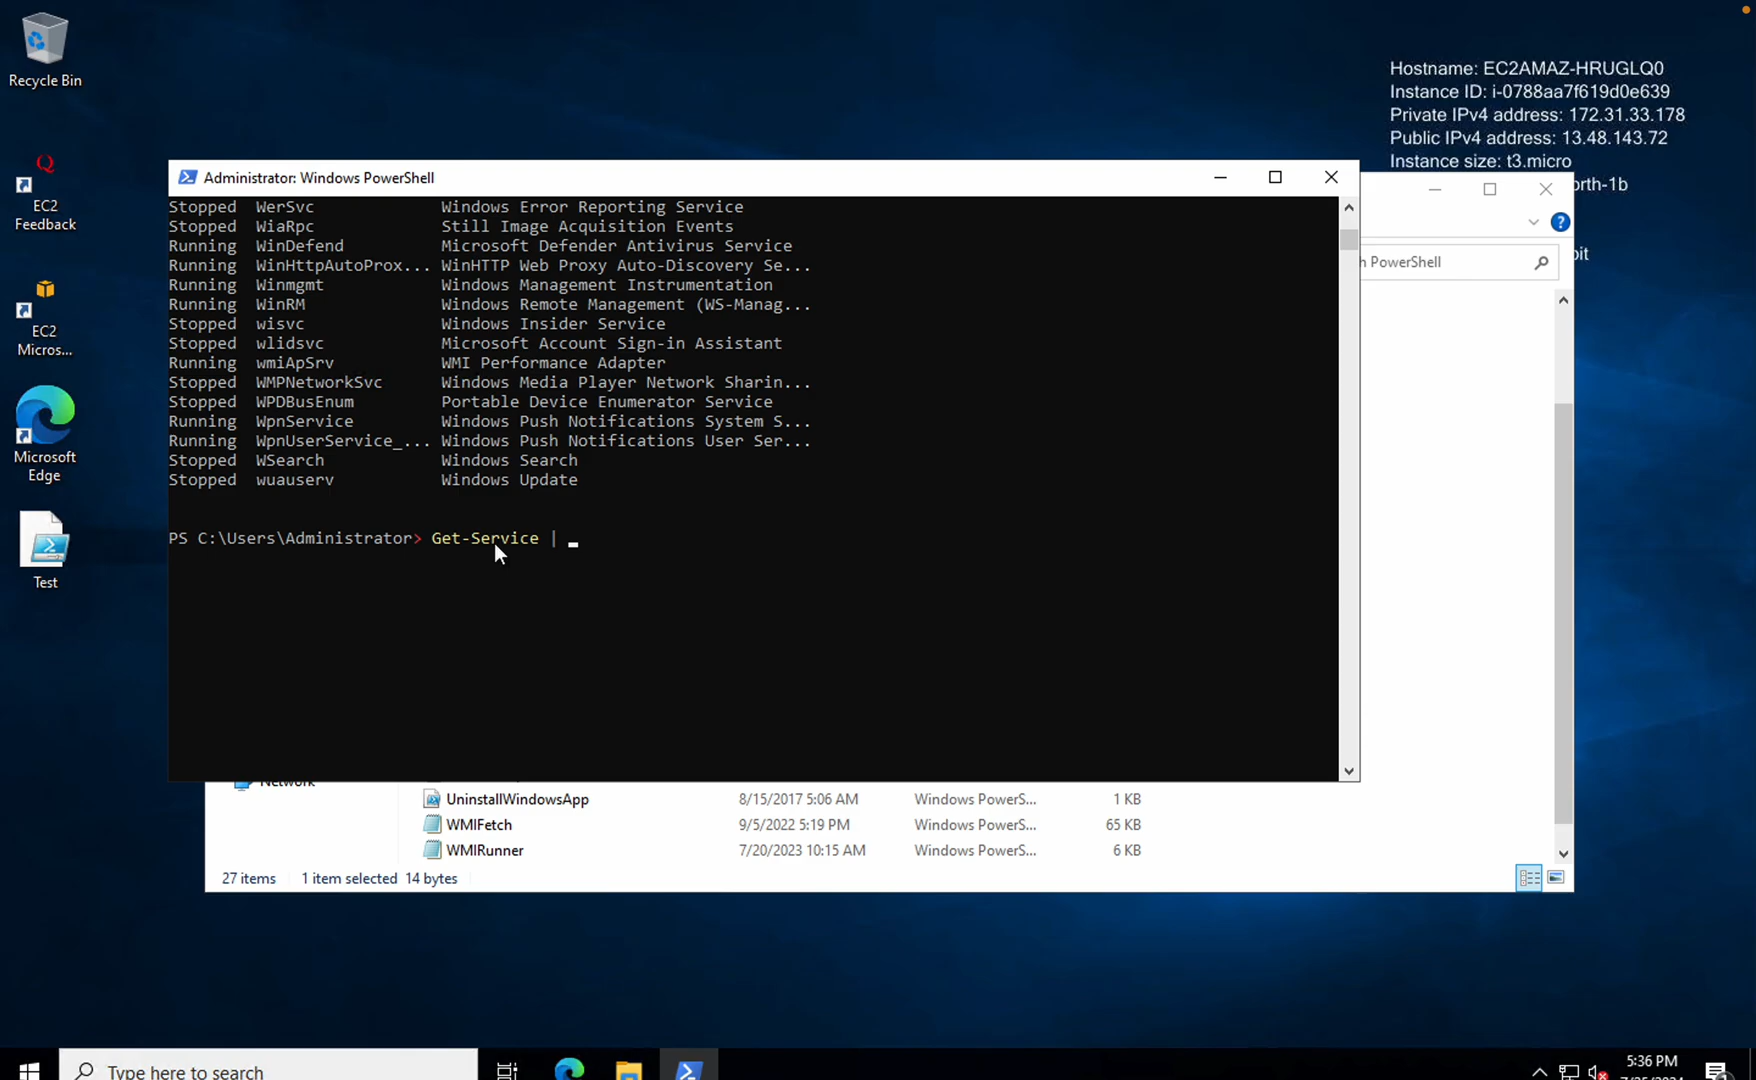 Recycle Bin
EC2
Feedback
EC2
Micros...
Microsoft
Edge
Test
Hostname: EC2AMAZ-HRUGLQ0
Instance ID: i-0788aa7f619d0e639
Private IPv4 address: 172.31.33.178
Public IPv4 address: 13.48.143.72
Instance size: t3.micro
orth-1b
bit
Administrator: Windows PowerShell
Stopped WerSvc Windows Error Reporting Service
Stopped WiaRpc Still Image Acquisition Events
Running WinDefend Microsoft Defender Antivirus Service
Running WinHttpAutoProx... WinHTTP Web Proxy Auto-Discovery Se...
Running Winmgmt Windows Management Instrumentation
Running WinRM Windows Remote Management (WS-Manag...
Stopped wisvc Windows Insider Service
Stopped wlidsvc Microsoft Account Sign-in Assistant
Running wmiApSrv WMI Performance Adapter
Stopped WMPNetworkSvc Windows Media Player Network Sharin...
Stopped WPDBusEnum Portable Device Enumerator Service
Running WpnService Windows Push Notifications System S...
Running WpnUserService_... Windows Push Notifications User Ser...
Stopped WSearch Windows Search
Stopped wuauserv Windows Update
PS C:\Users\Administrator> Get-Service | _
h PowerShell
Network
UninstallWindowsApp 8/15/2017 5:06 AM Windows PowerS... 1 KB
WMIFetch 9/5/2022 5:19 PM Windows PowerS... 65 KB
WMIRunner 7/20/2023 10:15 AM Windows PowerS... 6 KB
27 items 1 item selected 14 bytes
Type here to search
5:36 PM